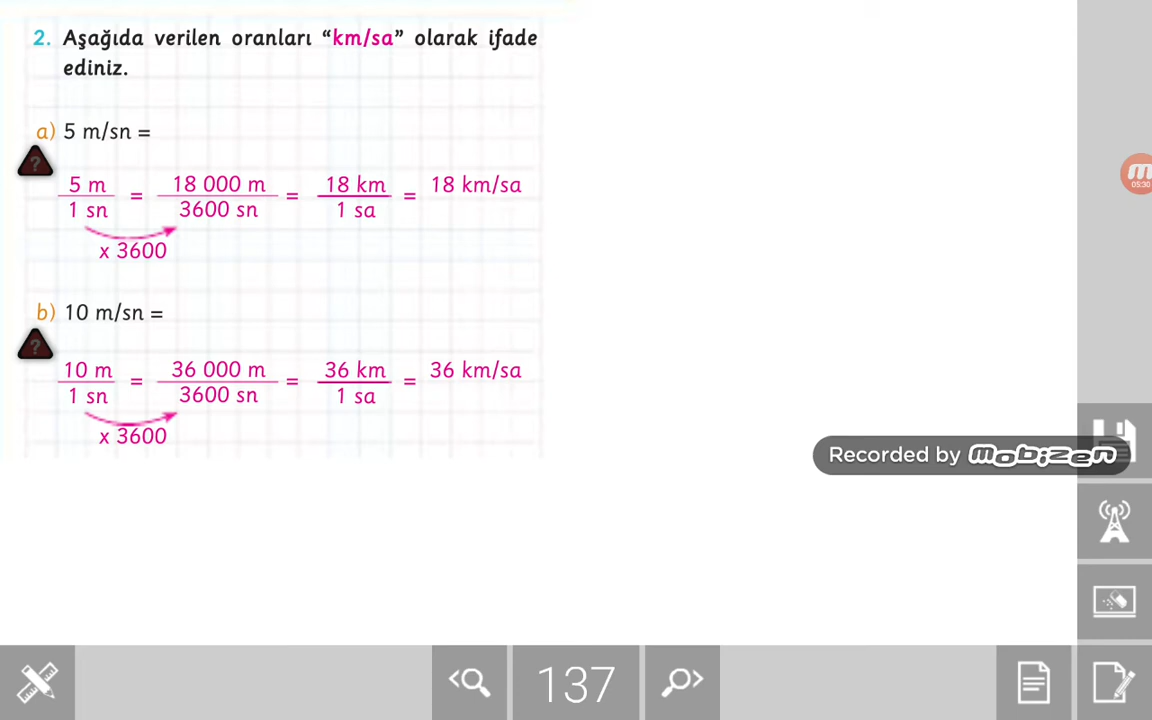 2. Aşağıda verilen oranları “km/sa” olarak ifade
ediniz.
a) 5 m/sn =
?
5 m / 1 sn = 18 000 m / 3600 sn = 18 km / 1 sa = 18 km/sa
x 3600
b) 10 m/sn =
?
10 m / 1 sn = 36 000 m / 3600 sn = 36 km / 1 sa = 36 km/sa
x 3600
m
05:30
Recorded by mobizen
137